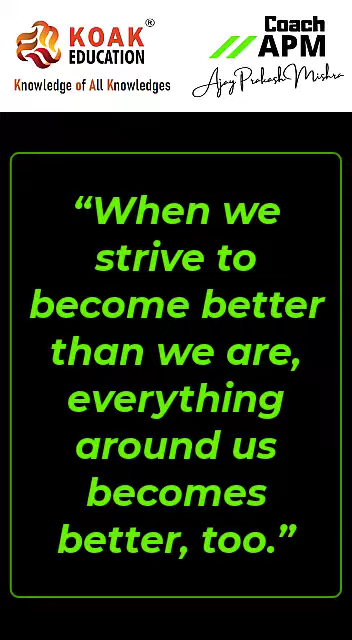 KOAK®
EDUCATION
Knowledge of All Knowledges
Coach
APM
Ajay Prakash Mishra
“When we
strive to
become better
than we are,
everything
around us
becomes
better, too.”